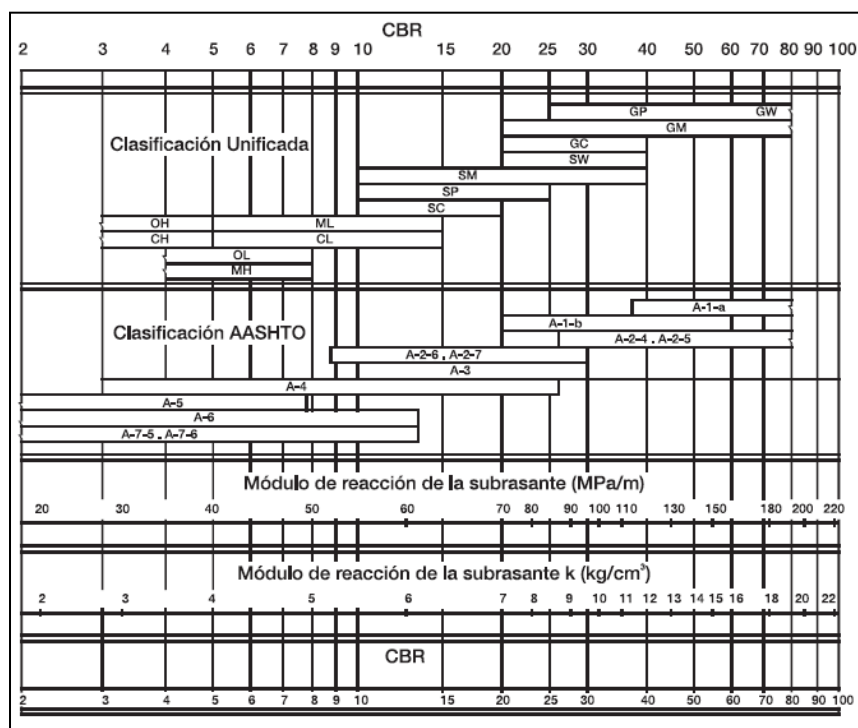 CBR
2 3 4 5 6 7 8 9 10 15 20 25 30 40 50 60 70 80 90 100
GP GW
GM
Clasificación Unificada
GC
SW
SM
SP
SC
OH ML
CH CL
OL
MH
A-1-a
A-1-b
Clasificación AASHTO
A-2-4 . A-2-5
A-2-6 . A-2-7
A-3
A-4
A-5
A-6
A-7-5 . A-7-6
Módulo de reacción de la subrasante (MPa/m)
20 30 40 50 60 70 80 90 100 110 130 150 180 200 220
Módulo de reacción de la subrasante k (kg/cm³)
2 3 4 5 6 7 8 9 10 11 12 13 14 15 16 18 20 22
CBR
2 3 4 5 6 7 8 9 10 15 20 25 30 40 50 60 70 80 90 100